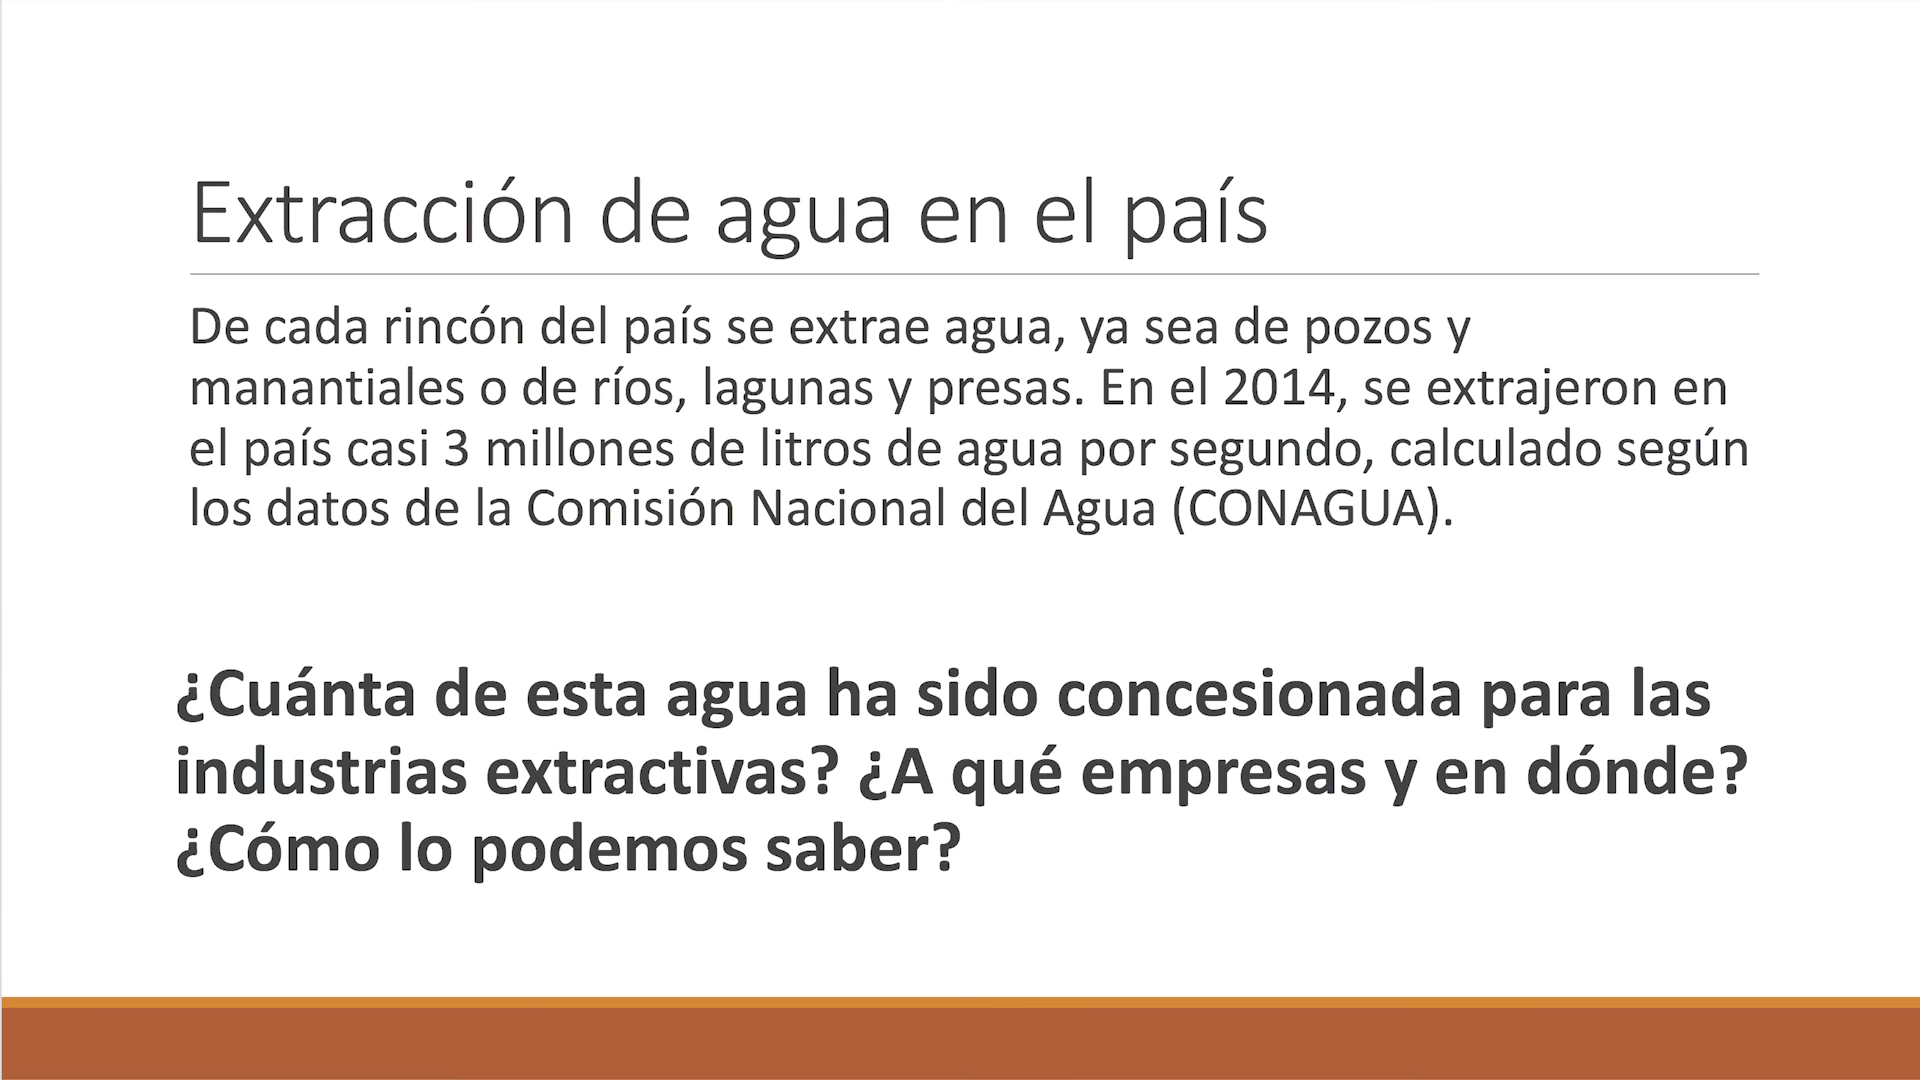 Extracción de agua en el país
De cada rincón del país se extrae agua, ya sea de pozos y
manantiales o de ríos, lagunas y presas. En el 2014, se extrajeron en
el país casi 3 millones de litros de agua por segundo, calculado según
los datos de la Comisión Nacional del Agua (CONAGUA).
¿Cuánta de esta agua ha sido concesionada para las
industrias extractivas? ¿A qué empresas y en dónde?
¿Cómo lo podemos saber?